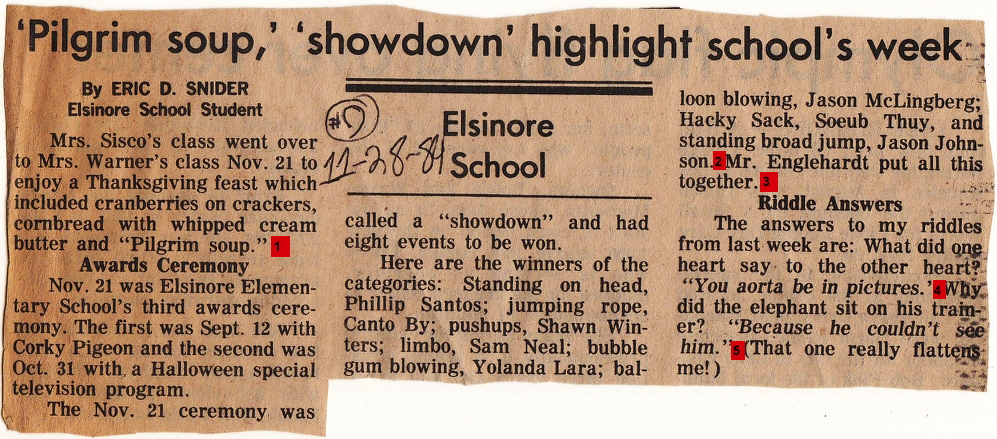 'Pilgrim soup,' 'showdown' highlight school's week
By ERIC D. SNIDER
Elsinore School Student
Mrs. Sisco's class went over
to Mrs. Warner's class Nov. 21 to
enjoy a Thanksgiving feast which
included cranberries on crackers,
cornbread with whipped cream
butter and "Pilgrim soup." 1
Awards Ceremony
Nov. 21 was Elsinore Elemen-
tary School's third awards cere-
mony. The first was Sept. 12 with
Corky Pigeon and the second was
Oct. 31 with a Halloween special
television program.
The Nov. 21 ceremony was
#9
11-28-84
Elsinore
School
called a "showdown" and had
eight events to be won.
Here are the winners of the
categories: Standing on head,
Phillip Santos; jumping rope,
Canto By; pushups, Shawn Win-
ters; limbo, Sam Neal; bubble
gum blowing, Yolanda Lara; bal-
loon blowing, Jason McLingberg;
Hacky Sack, Soeub Thuy, and
standing broad jump, Jason John-
son. 2 Mr. Englehardt put all this
together. 3
Riddle Answers
The answers to my riddles
from last week are: What did one
heart say to the other heart?
"You aorta be in pictures." 4 Why
did the elephant sit on his train-
er? "Because he couldn't see
him." 5 (That one really flattens
me!)